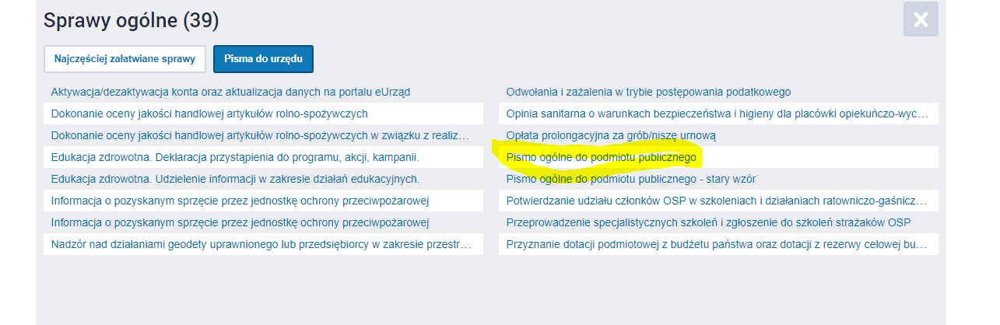 Sprawy ogólne (39)
Najczęściej załatwiane sprawy
Pisma do urzędu
Aktywacja/dezaktywacja konta oraz aktualizacja danych na portalu eUrząd
Dokonanie oceny jakości handlowej artykułów rolno-spożywczych
Dokonanie oceny jakości handlowej artykułów rolno-spożywczych w związku z realiz…
Edukacja zdrowotna. Deklaracja przystąpienia do programu, akcji, kampanii.
Edukacja zdrowotna. Udzielenie informacji w zakresie działań edukacyjnych.
Informacja o pozyskanym sprzęcie przez jednostkę ochrony przeciwpożarowej
Informacja o pozyskanym sprzęcie przez jednostkę ochrony przeciwpożarowej
Nadzór nad działaniami geodety uprawnionego lub przedsiębiorcy w zakresie przestr…
Odwołania i zażalenia w trybie postępowania podatkowego
Opinia sanitarna o warunkach bezpieczeństwa i higieny dla placówki opiekuńczo-wyc…
Opłata prolongacyjna za grób/niszę urnową
Pismo ogólne do podmiotu publicznego
Pismo ogólne do podmiotu publicznego - stary wzór
Potwierdzanie udziału członków OSP w szkoleniach i działaniach ratowniczo-gaśnicz…
Przeprowadzenie specjalistycznych szkoleń i zgłoszenie do szkoleń strażaków OSP
Przyznanie dotacji podmiotowej z budżetu państwa oraz dotacji z rezerwy celowej bu…